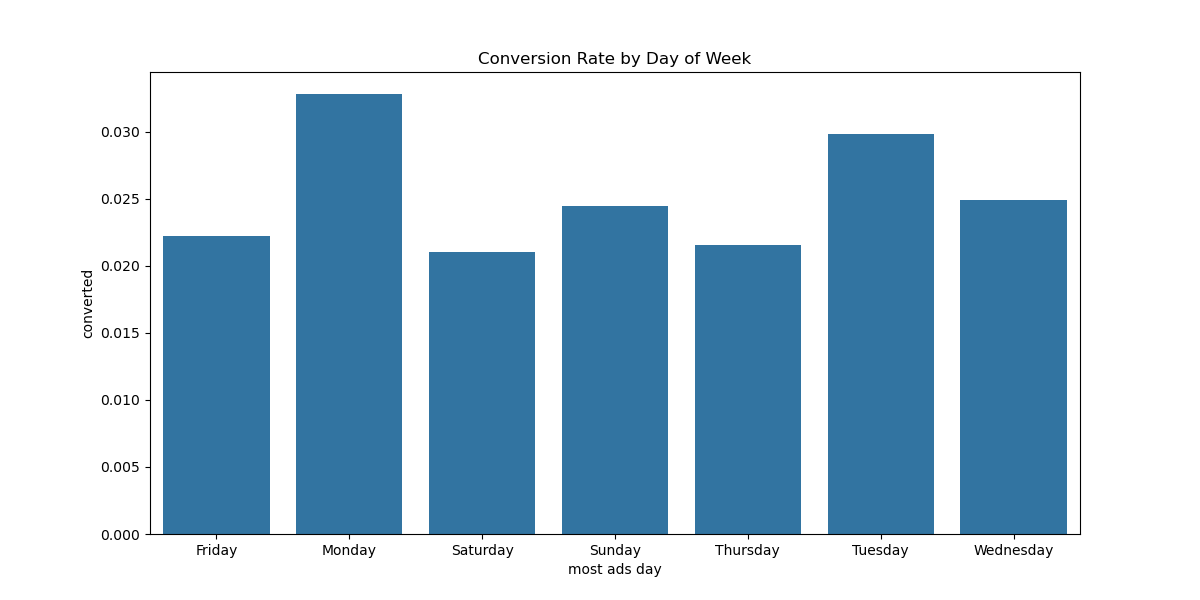 Conversion Rate by Day of Week
converted
0.030
0.025
0.020
0.015
0.010
0.005
0.000
Friday Monday Saturday Sunday Thursday Tuesday Wednesday
most ads day